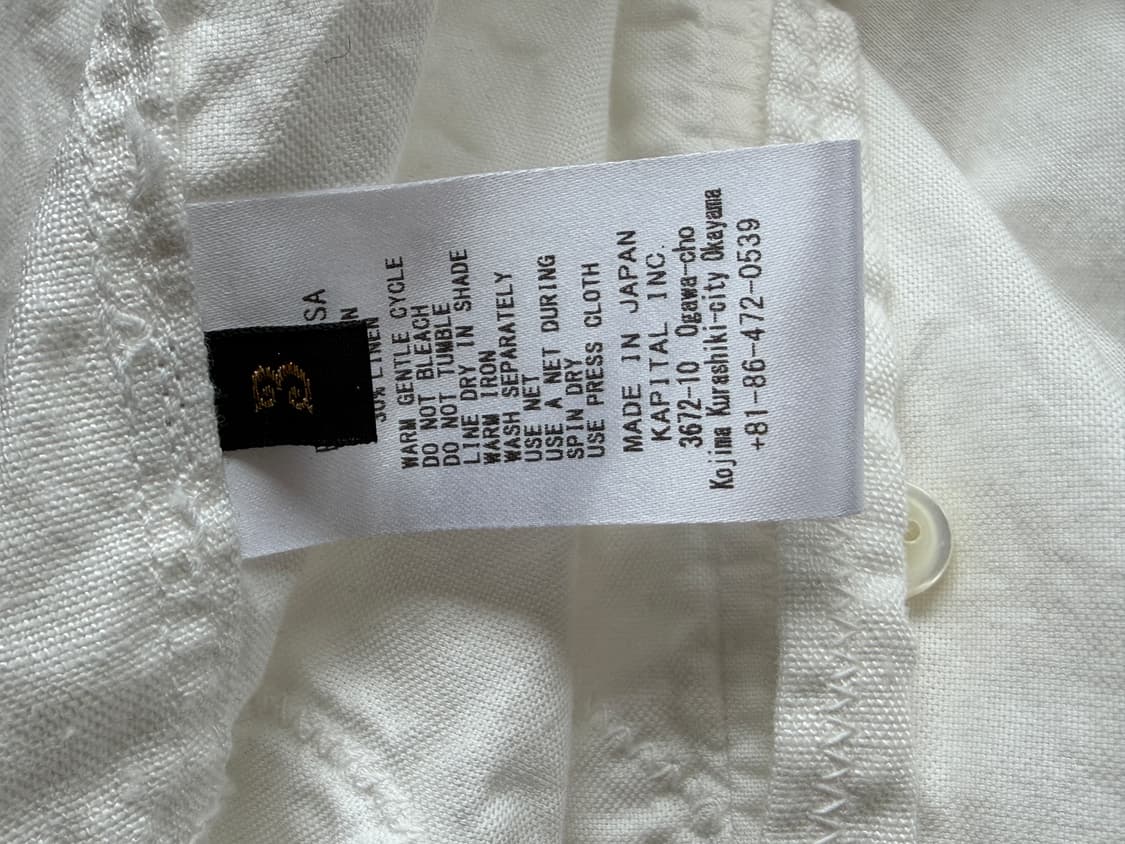 3
SA
N
LINEN
WARM GENTLE CYCLE
DO NOT BLEACH
DO NOT TUMBLE
LINE DRY IN SHADE
WARM IRON
WASH SEPARATELY
USE NET
USE A NET DURING
SPIN DRY
USE PRESS CLOTH
MADE IN JAPAN
KAPITAL INC.
3672-10 Ogawa-cho
Kojima Kurashiki-city Okayama
+81-86-472-0539